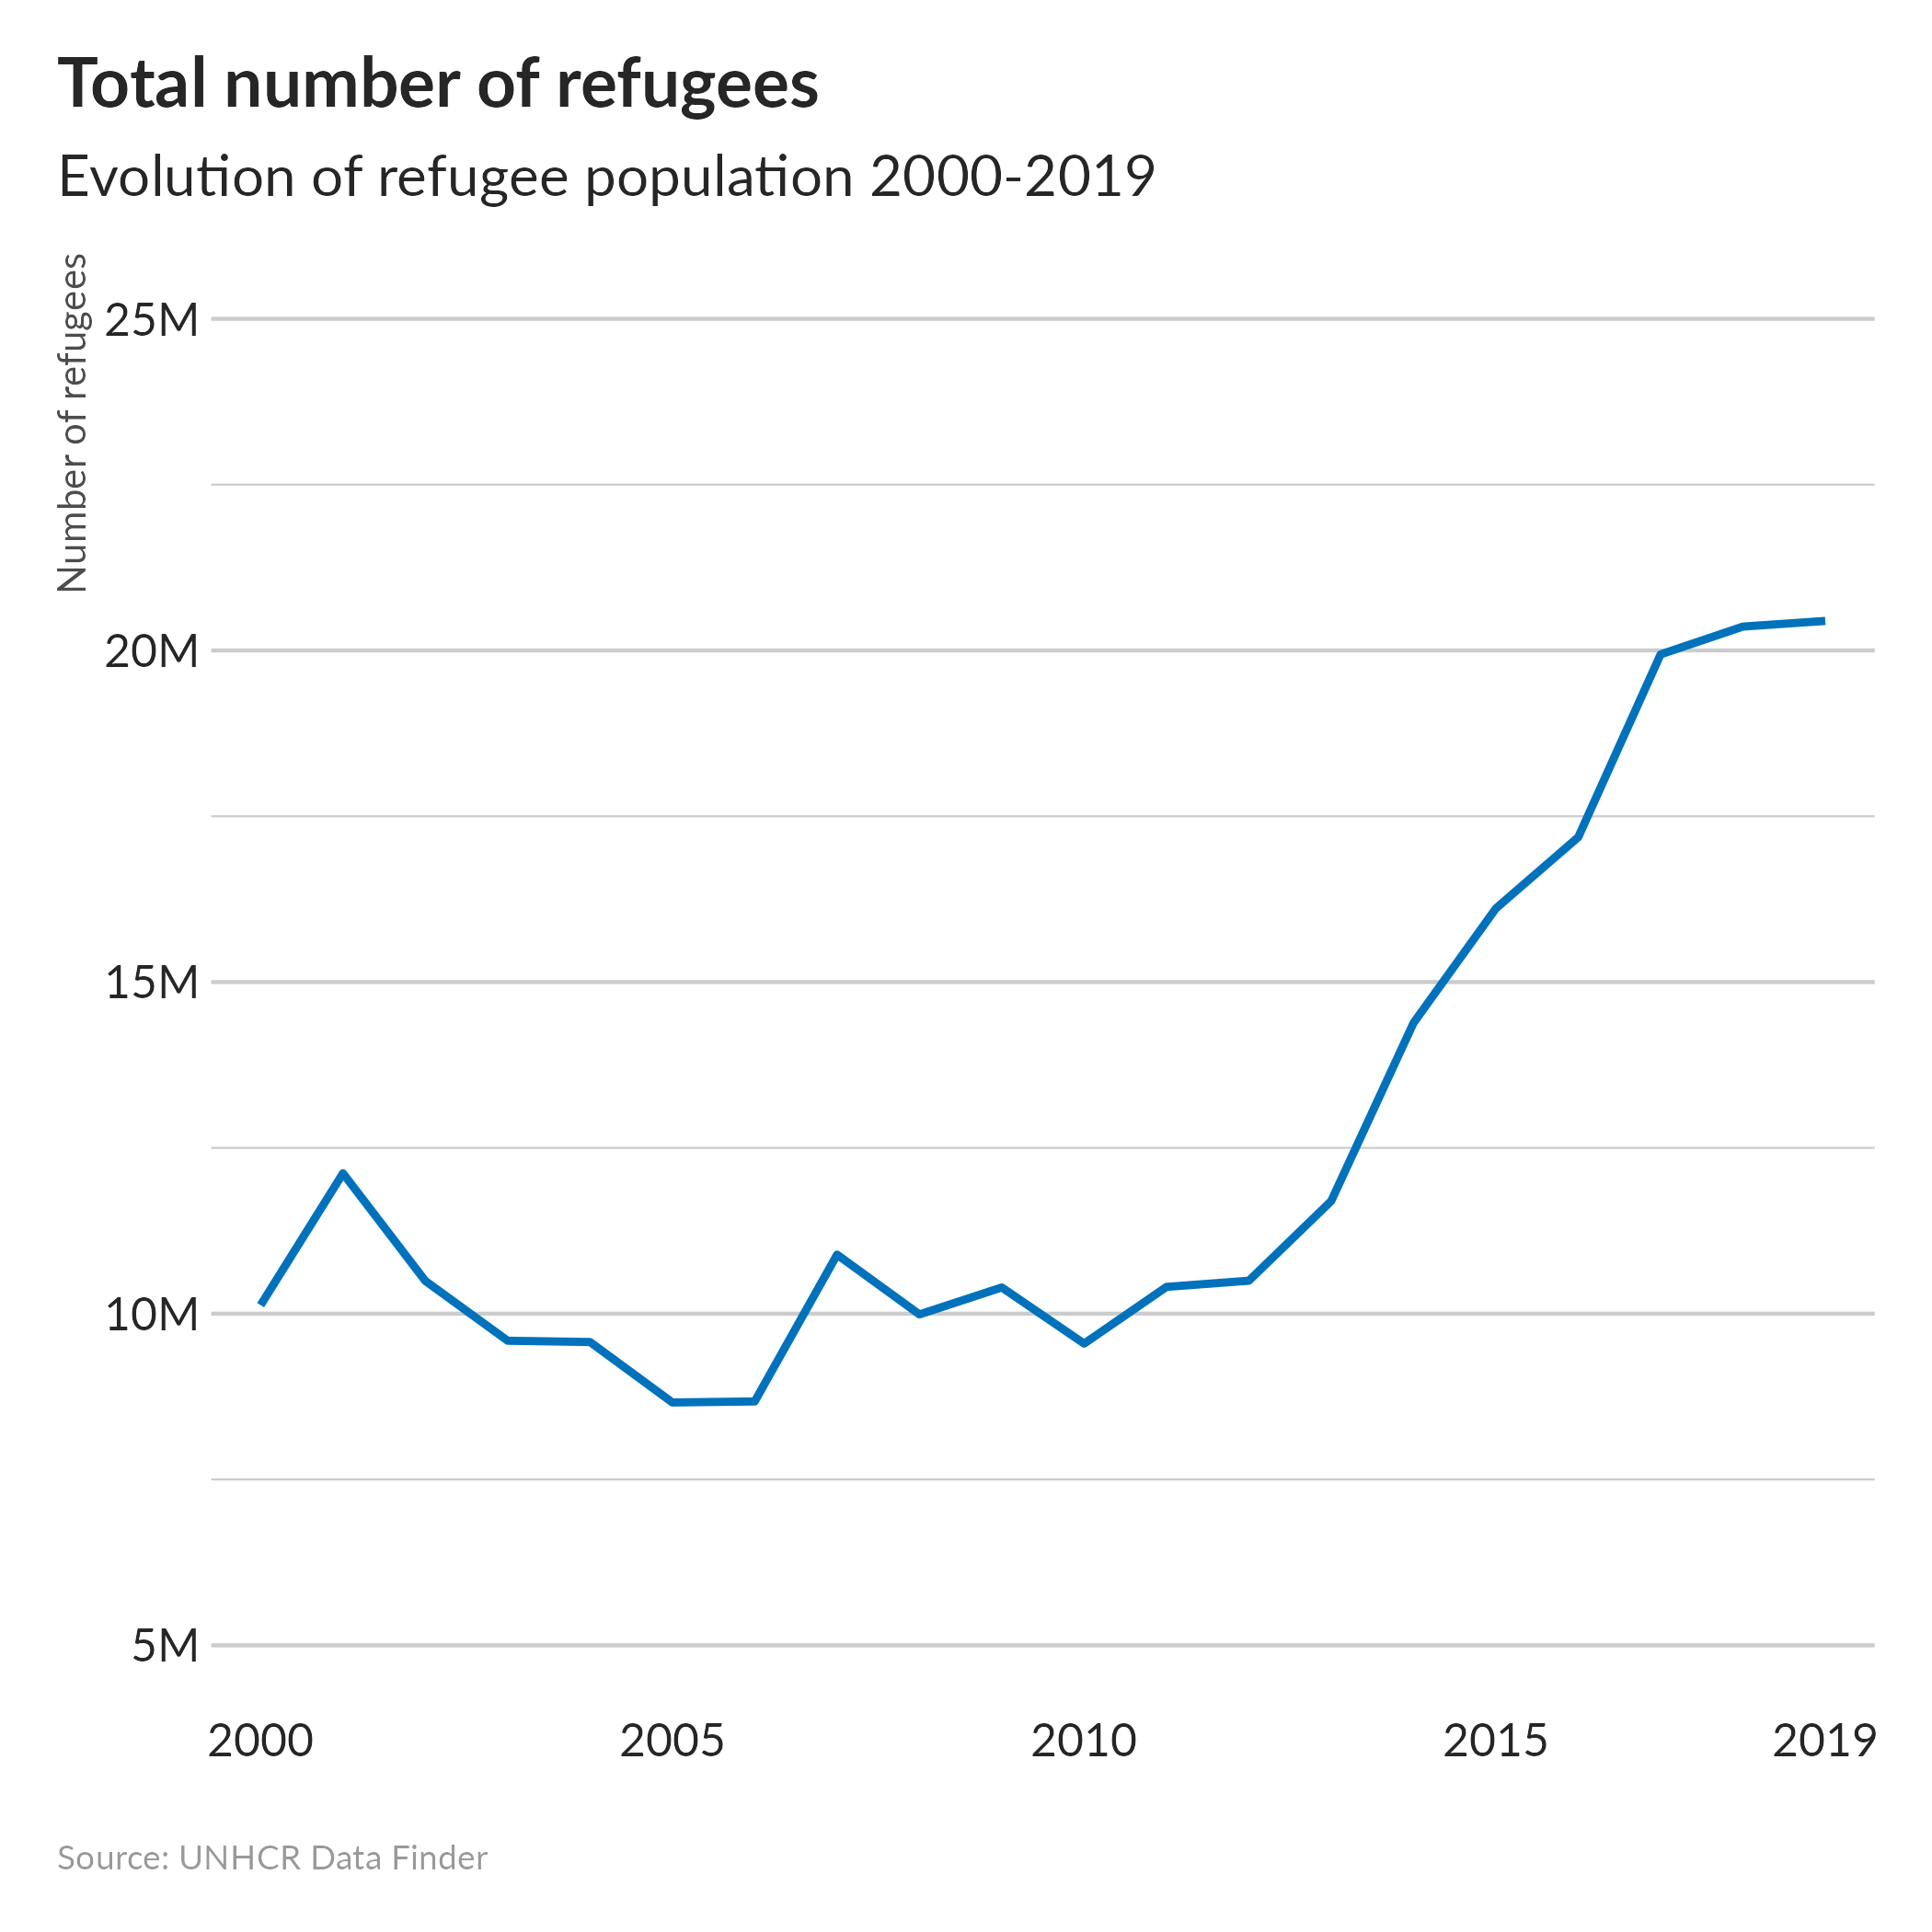 Total number of refugees
Evolution of refugee population 2000-2019
Number of refugees
25M
20M
15M
10M
5M
2000 2005 2010 2015 2019
Source: UNHCR Data Finder